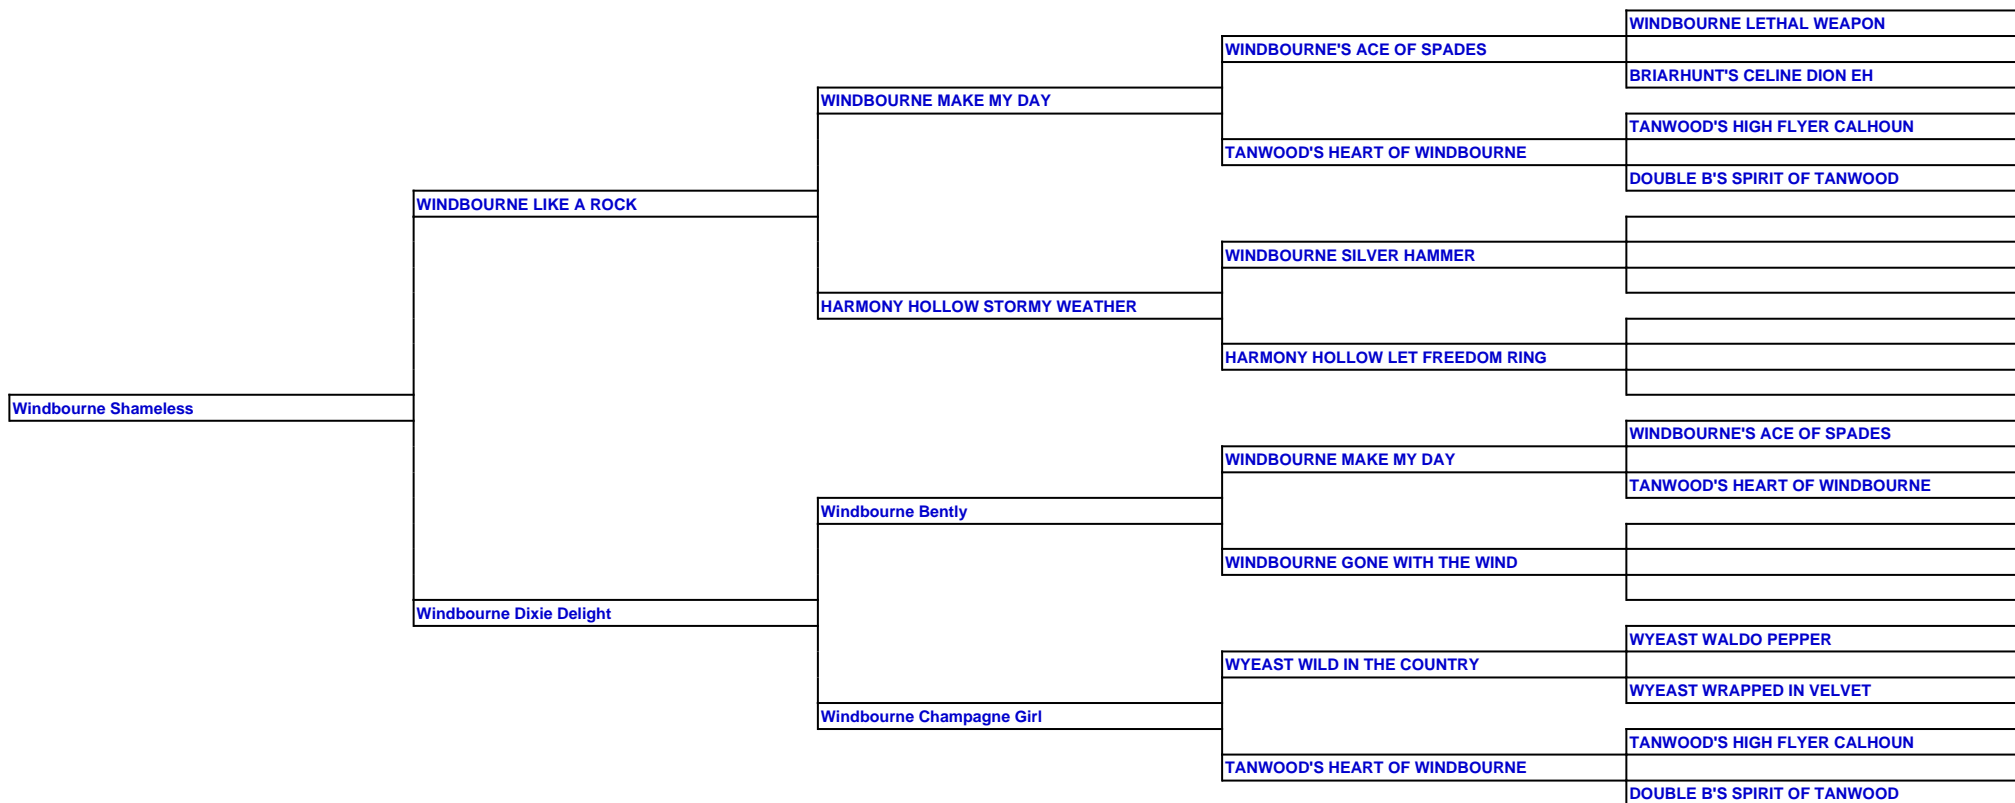 WINDBOURNE LETHAL WEAPON
WINDBOURNE'S ACE OF SPADES
BRIARHUNT'S CELINE DION EH
WINDBOURNE MAKE MY DAY
TANWOOD'S HIGH FLYER CALHOUN
TANWOOD'S HEART OF WINDBOURNE
DOUBLE B'S SPIRIT OF TANWOOD
WINDBOURNE LIKE A ROCK
WINDBOURNE SILVER HAMMER
HARMONY HOLLOW STORMY WEATHER
HARMONY HOLLOW LET FREEDOM RING
Windbourne Shameless
WINDBOURNE'S ACE OF SPADES
WINDBOURNE MAKE MY DAY
TANWOOD'S HEART OF WINDBOURNE
Windbourne Bently
WINDBOURNE GONE WITH THE WIND
Windbourne Dixie Delight
WYEAST WALDO PEPPER
WYEAST WILD IN THE COUNTRY
WYEAST WRAPPED IN VELVET
Windbourne Champagne Girl
TANWOOD'S HIGH FLYER CALHOUN
TANWOOD'S HEART OF WINDBOURNE
DOUBLE B'S SPIRIT OF TANWOOD